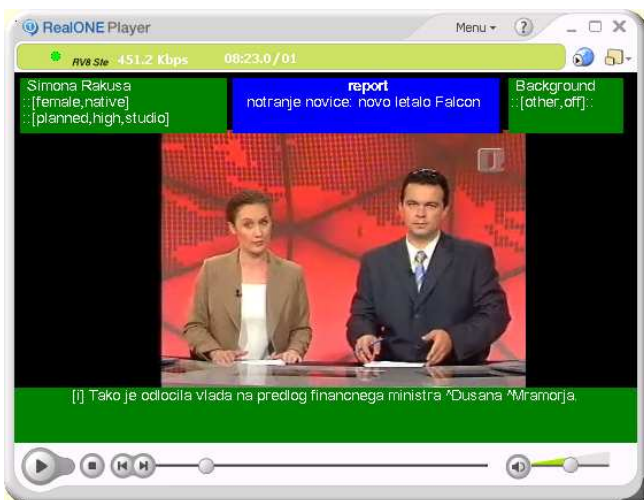 RealONE Player
Menu
?
RV8 Ste 451.2 Kbps 08:23.0 / 01
Simona Rakusa
::[female,native]
::[planned,high,studio]
report
notranje novice: novo letalo Falcon
Background
::[other,off]::
[i] Tako je odlocila vlada na predlog financnega ministra ^Dusana ^Mramorja.